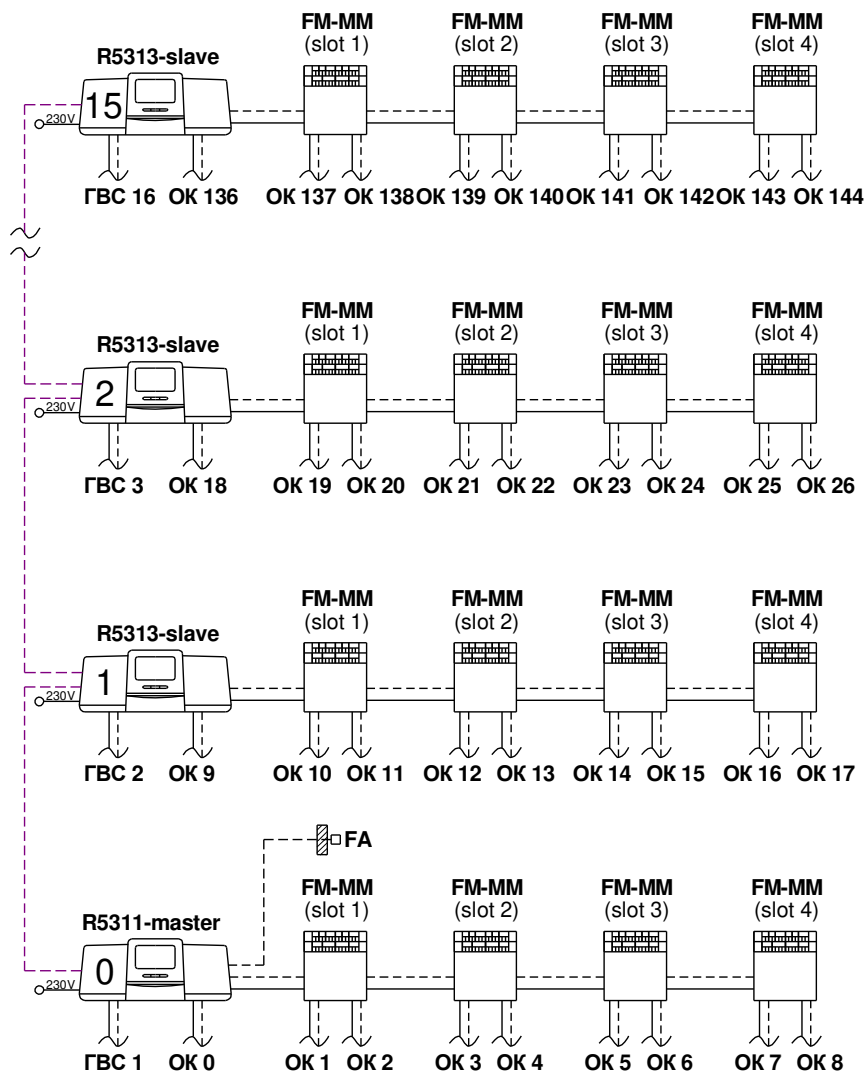 FM-MM FM-MM FM-MM FM-MM
(slot 1) (slot 2) (slot 3) (slot 4)
R5313-slave
15
230V
ГВС 16 ОК 136 ОК 137 ОК 138 ОК 139 ОК 140 ОК 141 ОК 142 ОК 143 ОК 144
FM-MM FM-MM FM-MM FM-MM
(slot 1) (slot 2) (slot 3) (slot 4)
R5313-slave
2
230V
ГВС 3 ОК 18 ОК 19 ОК 20 ОК 21 ОК 22 ОК 23 ОК 24 ОК 25 ОК 26
FM-MM FM-MM FM-MM FM-MM
(slot 1) (slot 2) (slot 3) (slot 4)
R5313-slave
1
230V
ГВС 2 ОК 9 ОК 10 ОК 11 ОК 12 ОК 13 ОК 14 ОК 15 ОК 16 ОК 17
FA
FM-MM FM-MM FM-MM FM-MM
(slot 1) (slot 2) (slot 3) (slot 4)
R5311-master
0
230V
ГВС 1 ОК 0 ОК 1 ОК 2 ОК 3 ОК 4 ОК 5 ОК 6 ОК 7 ОК 8